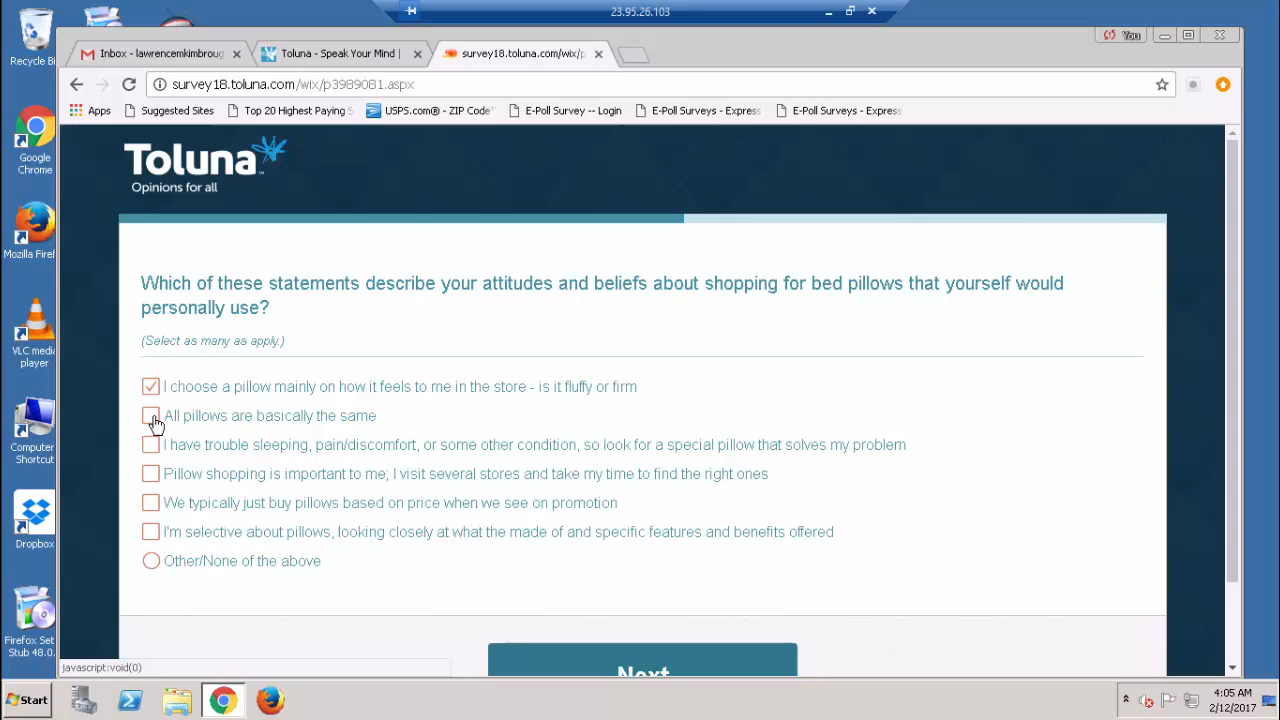 23.95.26.103
Recycle Bi
Inbox - lawrencemkimbroug
Toluna - Speak Your Mind |
survey18.toluna.com/wix/p
You
survey18.toluna.com/wix/p3989081.aspx
Apps
Suggested Sites
Top 20 Highest Paying S
USPS.com® - ZIP Code
E-Poll Survey -- Login
E-Poll Surveys - Express
E-Poll Surveys - Express
Google
Chrome
Toluna
Opinions for all
Mozilla Firef
Which of these statements describe your attitudes and beliefs about shopping for bed pillows that yourself would
personally use?
(Select as many as apply.)
I choose a pillow mainly on how it feels to me in the store - is it fluffy or firm
All pillows are basically the same
I have trouble sleeping, pain/discomfort, or some other condition, so look for a special pillow that solves my problem
Pillow shopping is important to me; I visit several stores and take my time to find the right ones
We typically just buy pillows based on price when we see on promotion
I'm selective about pillows, looking closely at what the made of and specific features and benefits offered
Other/None of the above
VLC media
player
Computer
Shortcut
Dropbox
Firefox Set
Stub 48.0.
Next
javascript:void(0)
Start
4:05 AM
2/12/2017